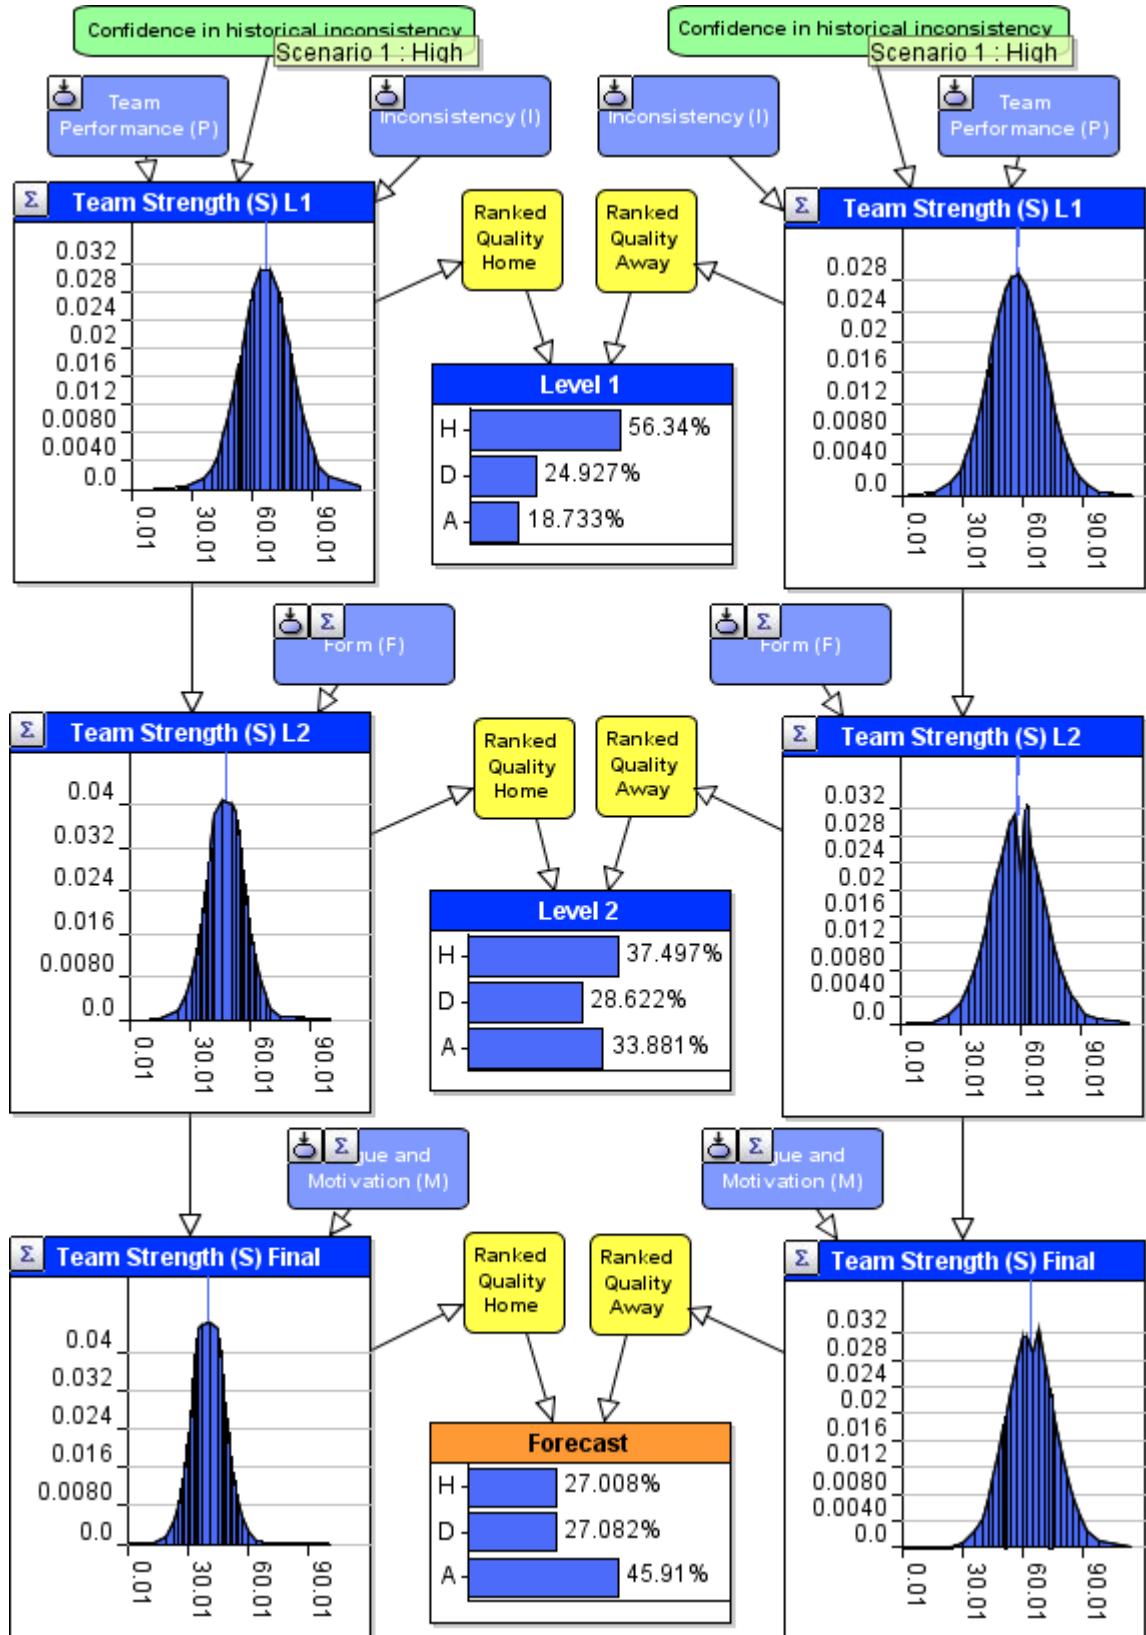 Confidence in historical inconsistency
Scenario 1 : High
Confidence in historical inconsistency
Scenario 1 : High
Team
Performance (P)
Inconsistency (I)
Inconsistency (I)
Team
Performance (P)
Σ Team Strength (S) L1
0.032
0.028
0.024
0.02
0.016
0.012
0.0080
0.0040
0.0
0.01
30.01
60.01
90.01
Ranked
Quality
Home
Ranked
Quality
Away
Σ Team Strength (S) L1
0.028
0.024
0.02
0.016
0.012
0.0080
0.0040
0.0
0.01
30.01
60.01
90.01
Level 1
H 56.34%
D 24.927%
A 18.733%
Σ
Form (F)
Σ
Form (F)
Σ Team Strength (S) L2
0.04
0.032
0.024
0.016
0.0080
0.0
0.01
30.01
60.01
90.01
Ranked
Quality
Home
Ranked
Quality
Away
Σ Team Strength (S) L2
0.032
0.028
0.024
0.02
0.016
0.012
0.0080
0.0040
0.0
0.01
30.01
60.01
90.01
Level 2
H 37.497%
D 28.622%
A 33.881%
Σ gue and
Motivation (M)
Σ gue and
Motivation (M)
Σ Team Strength (S) Final
0.04
0.032
0.024
0.016
0.0080
0.0
0.01
30.01
60.01
90.01
Ranked
Quality
Home
Ranked
Quality
Away
Σ Team Strength (S) Final
0.032
0.028
0.024
0.02
0.016
0.012
0.0080
0.0040
0.0
0.01
30.01
60.01
90.01
Forecast
H 27.008%
D 27.082%
A 45.91%